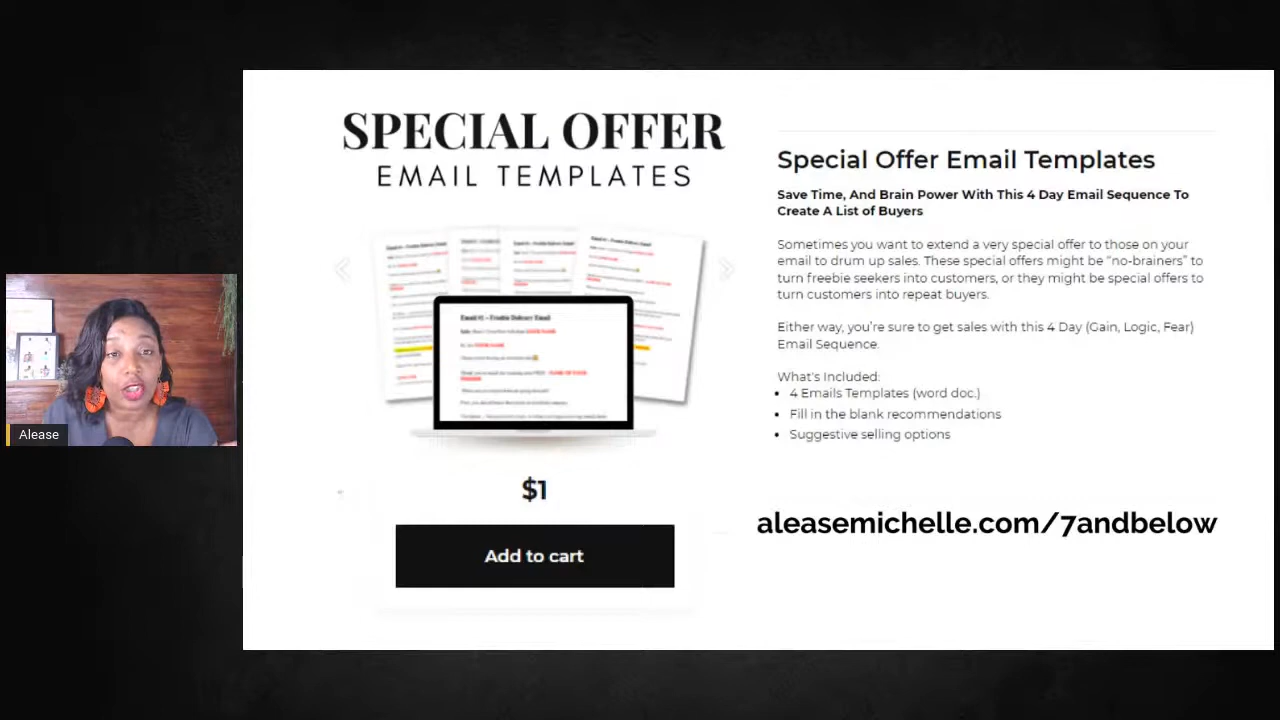 SPECIAL OFFER
EMAIL TEMPLATES
$1
Add to cart
Special Offer Email Templates
Save Time, And Brain Power With This 4 Day Email Sequence To
Create A List of Buyers
Sometimes you want to extend a very special offer to those on your
email to drum up sales. These special offers might be “no-brainers” to
turn freebie seekers into customers, or they might be special offers to
turn customers into repeat buyers.
Either way, you’re sure to get sales with this 4 Day (Gain, Logic, Fear)
Email Sequence.
What’s Included:
• 4 Emails Templates (word doc.)
• Fill in the blank recommendations
• Suggestive selling options
aleasemichelle.com/7andbelow
Alease
Email #1 – Freebie Delivery Email